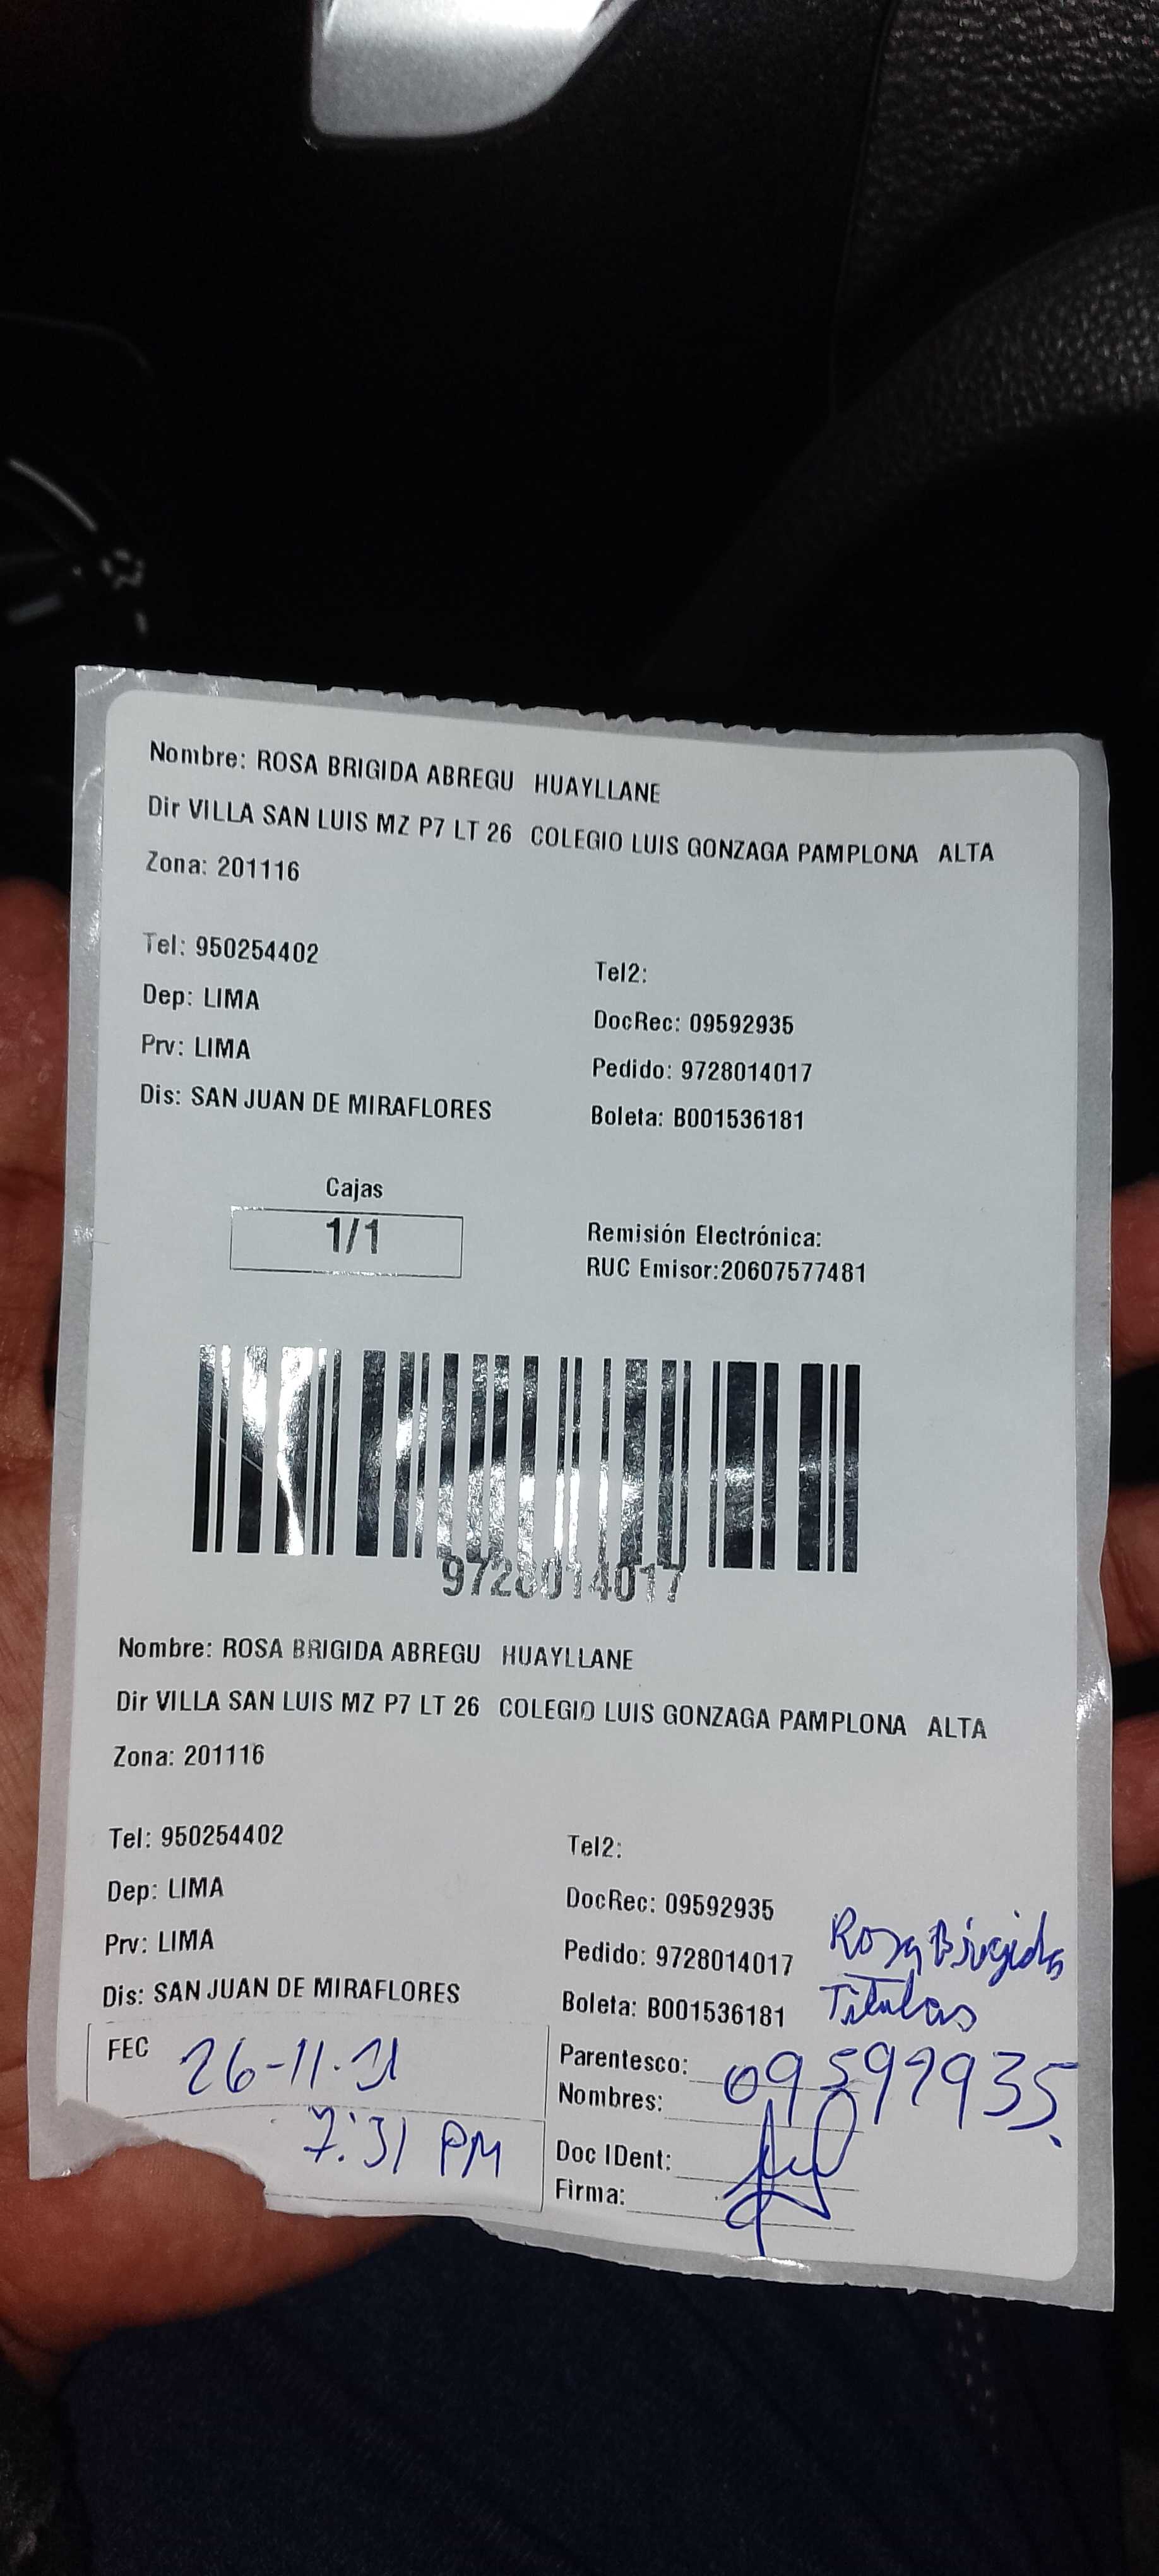 Nombre: ROSA BRIGIDA ABREGU HUAYLLANE
Dir VILLA SAN LUIS MZ P7 LT 26 COLEGIO LUIS GONZAGA PAMPLONA ALTA
Zona: 201116
Tel: 950254402
Tel2:
Dep: LIMA
DocRec: 09592935
Prv: LIMA
Pedido: 9728014017
Dis: SAN JUAN DE MIRAFLORES
Boleta: B001536181
Cajas
1/1
Remisión Electrónica:
RUC Emisor:20607577481
9728014017
Nombre: ROSA BRIGIDA ABREGU HUAYLLANE
Dir VILLA SAN LUIS MZ P7 LT 26 COLEGIO LUIS GONZAGA PAMPLONA ALTA
Zona: 201116
Tel: 950254402
Tel2:
Dep: LIMA
DocRec: 09592935
Prv: LIMA
Pedido: 9728014017
Rosa Brigida
Dis: SAN JUAN DE MIRAFLORES
Boleta: B001536181
FEC
Parentesco:
09592935.
Nombres:
7:31 PM
Doc IDent:
Firma: